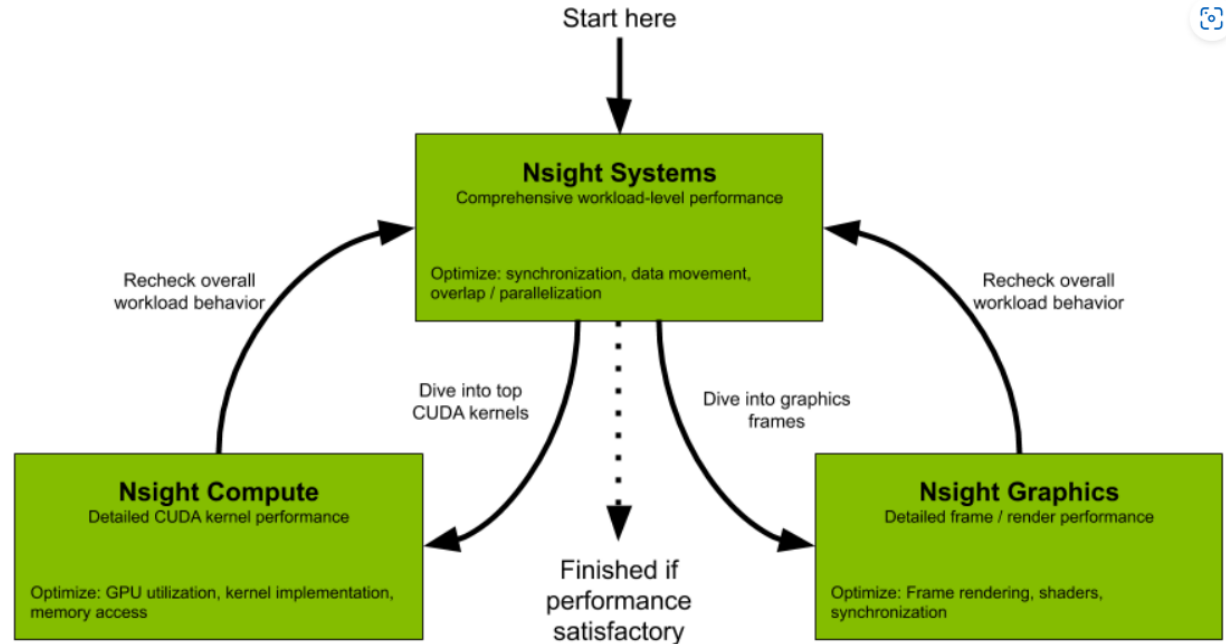 Start here
Nsight Systems
Comprehensive workload-level performance
Optimize: synchronization, data movement,
overlap / parallelization
Recheck overall
workload behavior
Recheck overall
workload behavior
Dive into top
CUDA kernels
Dive into graphics
frames
Nsight Compute
Detailed CUDA kernel performance
Optimize: GPU utilization, kernel implementation,
memory access
Finished if
performance
satisfactory
Nsight Graphics
Detailed frame / render performance
Optimize: Frame rendering, shaders,
synchronization